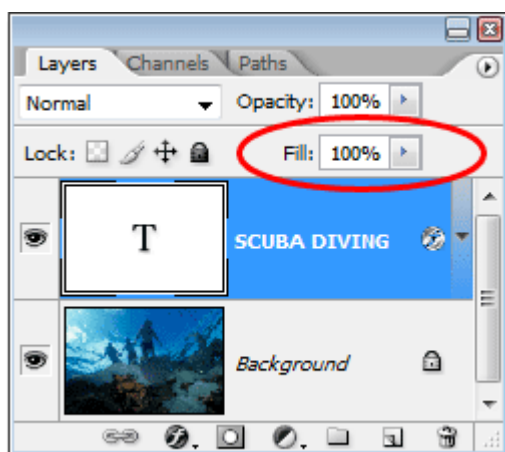 Layers Channels Paths
Normal Opacity: 100%
Lock: Fill: 100%
T SCUBA DIVING
Background